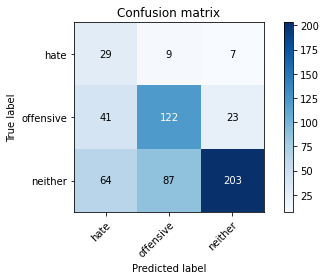 Confusion matrix
True label
hate 29 9 7
offensive 41 122 23
neither 64 87 203
hate offensive neither
Predicted label
200
175
150
125
100
75
50
25